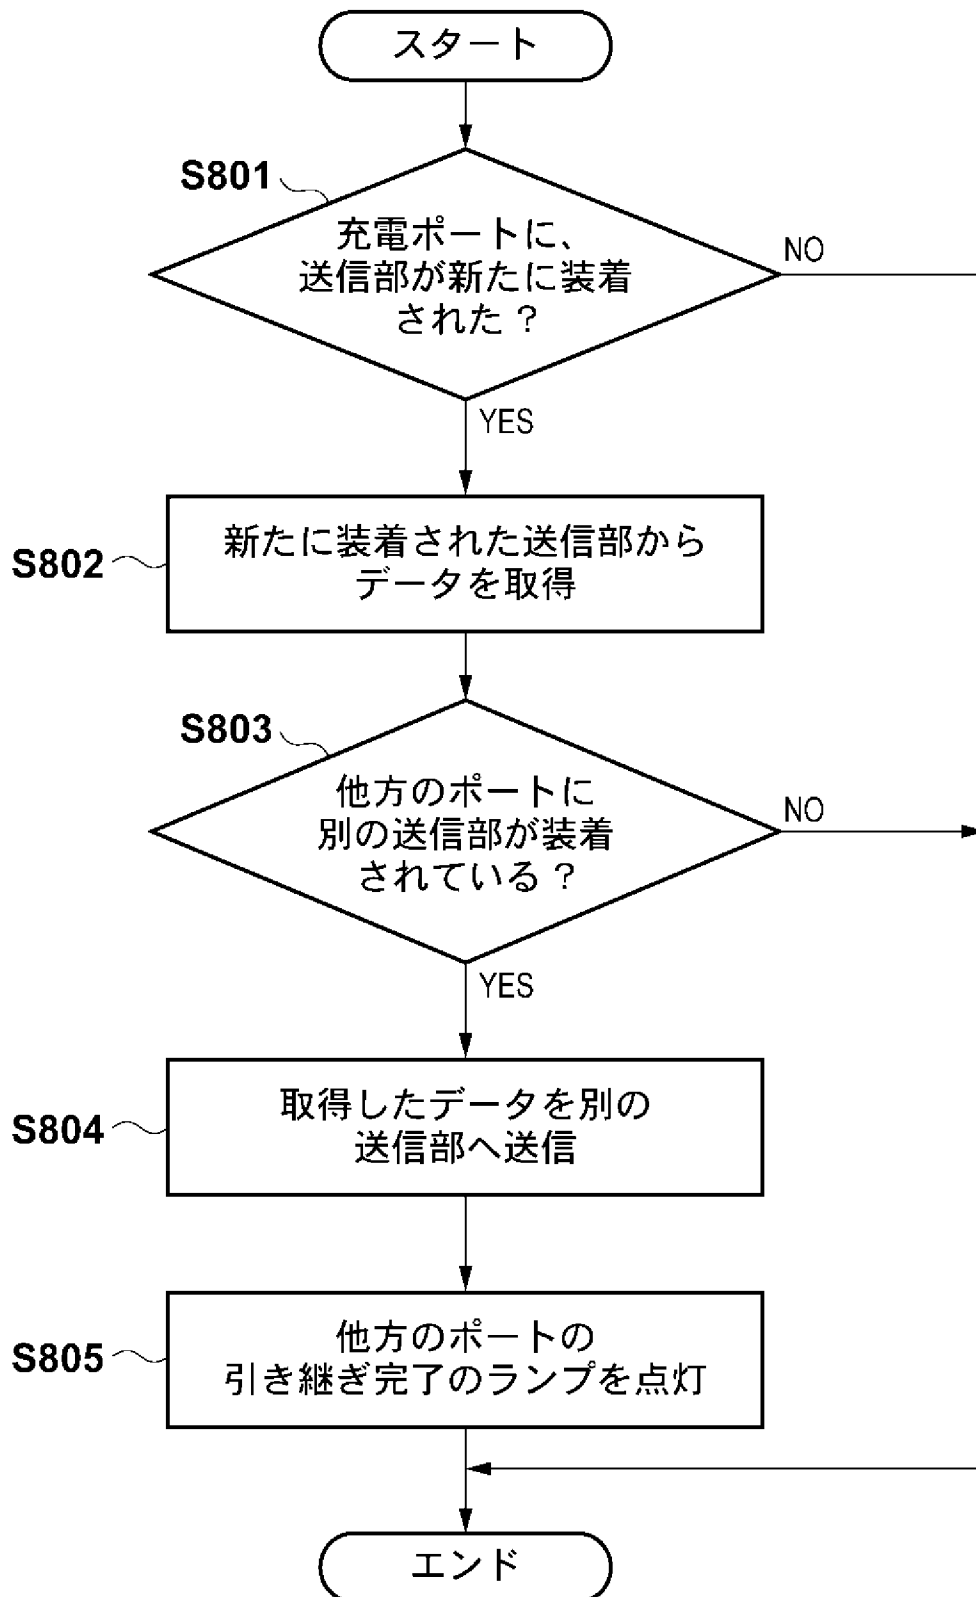 スタート
S801
充電ポートに、
送信部が新たに装着
された？
NO
YES
S802
新たに装着された送信部から
データを取得
S803
他方のポートに
別の送信部が装着
されている？
NO
YES
S804
取得したデータを別の
送信部へ送信
S805
他方のポートの
引き継ぎ完了のランプを点灯
エンド